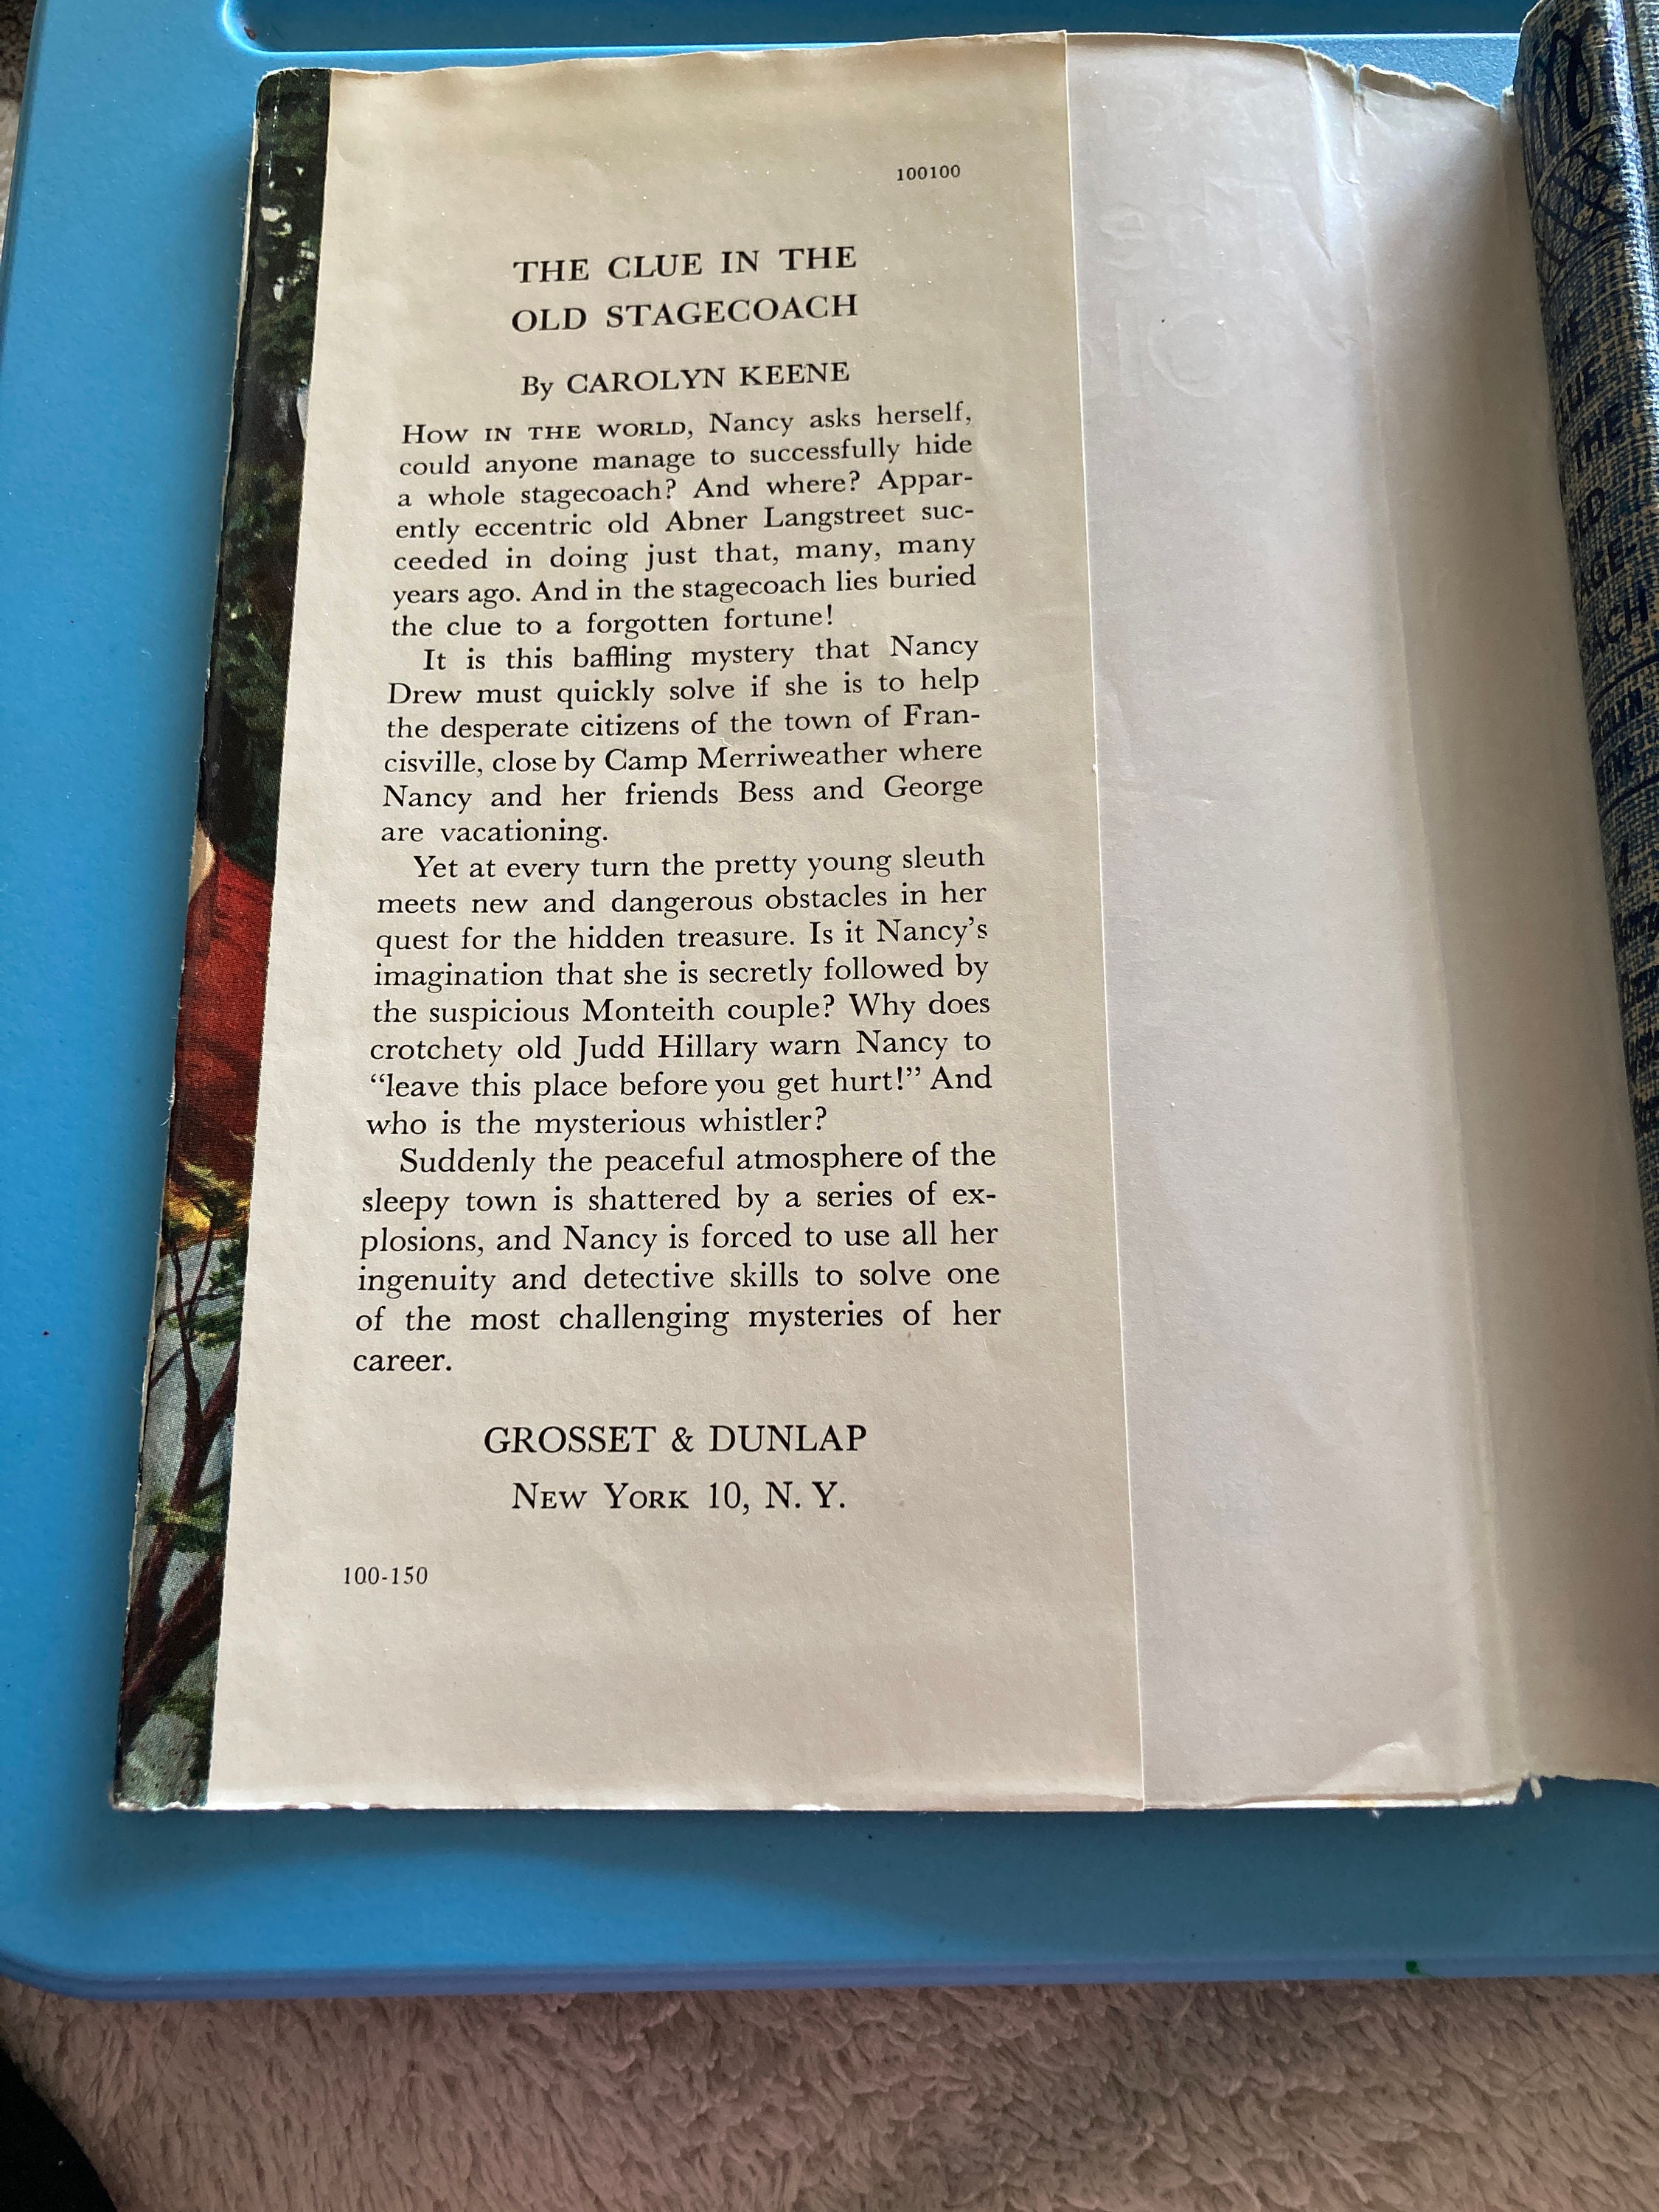 100100
THE CLUE IN THE
OLD STAGECOACH
By CAROLYN KEENE
HOW IN THE WORLD, Nancy asks herself,
could anyone manage to successfully hide
a whole stagecoach? And where? Appar-
ently eccentric old Abner Langstreet suc-
ceeded in doing just that, many, many
years ago. And in the stagecoach lies buried
the clue to a forgotten fortune!
It is this baffling mystery that Nancy
Drew must quickly solve if she is to help
the desperate citizens of the town of Fran-
cisville, close by Camp Merriweather where
Nancy and her friends Bess and George
are vacationing.
Yet at every turn the pretty young sleuth
meets new and dangerous obstacles in her
quest for the hidden treasure. Is it Nancy's
imagination that she is secretly followed by
the suspicious Monteith couple? Why does
crotchety old Judd Hillary warn Nancy to
“leave this place before you get hurt!” And
who is the mysterious whistler?
Suddenly the peaceful atmosphere of the
sleepy town is shattered by a series of ex-
plosions, and Nancy is forced to use all her
ingenuity and detective skills to solve one
of the most challenging mysteries of her
career.
GROSSET & DUNLAP
NEW YORK 10, N. Y.
100-150